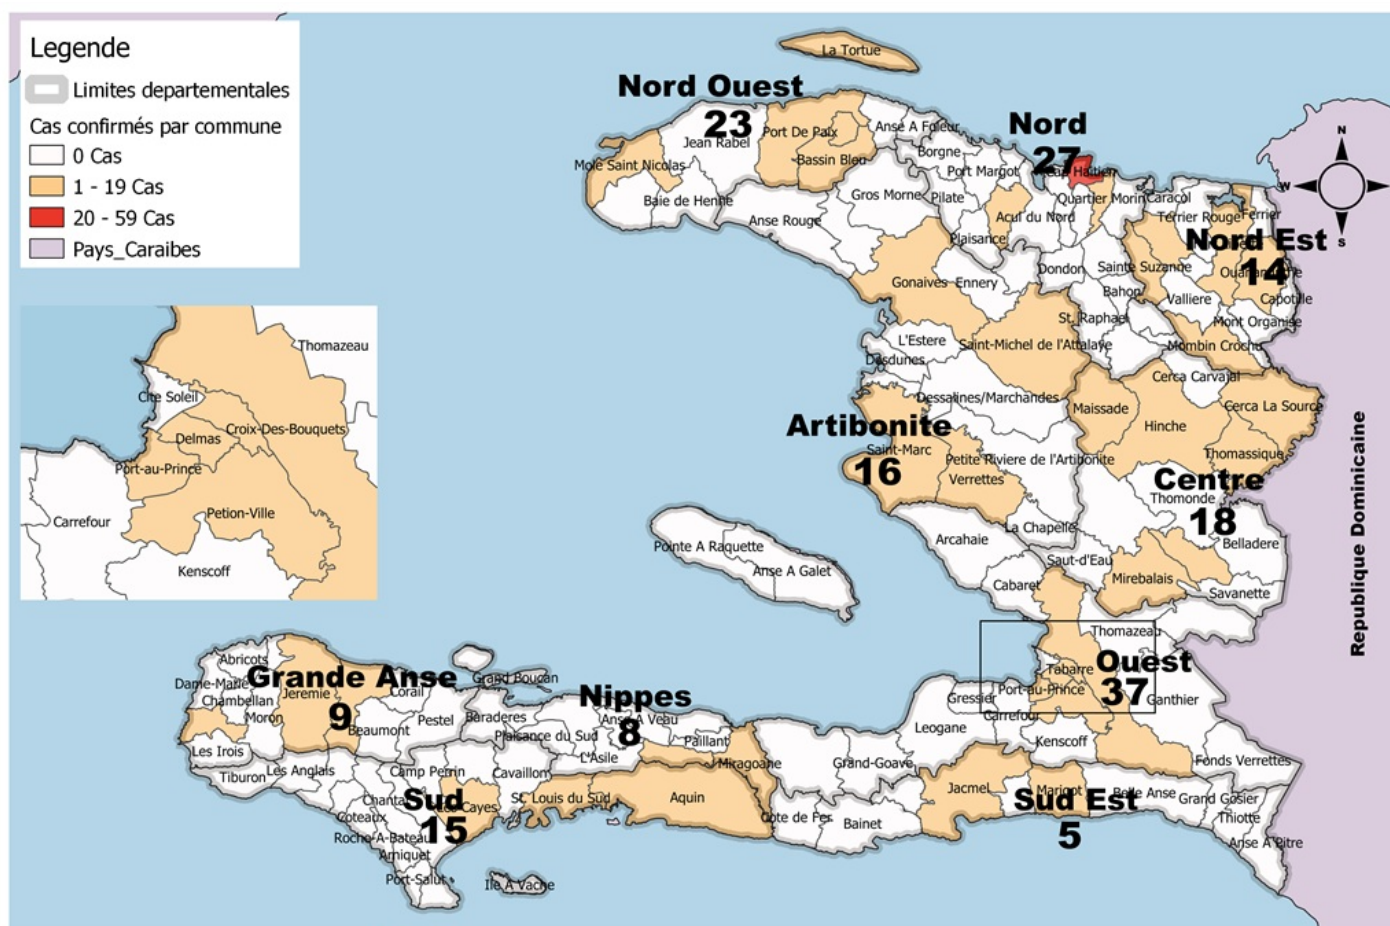 Legende
Limites departementales
Cas confirmés par commune
0 Cas
1 - 19 Cas
20 - 59 Cas
Pays_Caraibes
La Tortue
Nord Ouest
23
Jean Rabel
Port De Paix
Bassin Bleu
Anse A Foleur
Mole Saint Nicolas
Baie de Henne
Anse Rouge
Nord
27
Borgne
Port Margot
Cap Haitien
Gros Morne
Pilate
Quartier Morin
Caracol
Acul du Nord
Plaisance
Terrier Rouge
Ferrier
Nord Est
14
Gonaives
Ennery
Dondon
Sainte Suzanne
Bahon
Valliere
Capotille
Mont Organise
St. Raphael
Mombin Crochu
L'Estere
Saint-Michel de l'Attalaye
Desdunes
Cerca Carvajal
Dessalines/Marchandes
Maissade
Hinche
Cerca La Source
Artibonite
16
Saint-Marc
Petite Riviere de l'Artibonite
Verrettes
Thomassique
Centre
18
Thomonde
La Chapelle
Belladere
Arcahaie
Saut-d'Eau
Mirebalais
Cabaret
Savanette
Pointe A Raquette
Anse A Galet
N
W
E
S
Republique Dominicaine
Thomazeau
Cite Soleil
Croix-Des-Bouquets
Delmas
Port-au-Prince
Petion-Ville
Carrefour
Kenscoff
Thomazeau
Tabarre
Ouest
37
Port-au-Prince
Gressier
Ganthier
Carrefour
Leogane
Kenscoff
Grand-Goave
Fonds Verrettes
Abricots
Dame-Marie
Grande Anse
9
Jeremie
Corail
Chambellan
Moron
Beaumont
Pestel
Les Irois
Grand Boucan
Nippes
8
Baraderes
Anse A Veau
Plaisance du Sud
Paillant
L'Asile
Miragoane
Tiburon
Les Anglais
Camp Perrin
Cavaillon
Sud
15
St. Louis du Sud
Aquin
Coteaux
Arniquet
Port-Salut
Ile A Vache
Cote de Fer
Bainet
Jacmel
Marigot
Sud Est
5
Belle Anse
Grand Gosier
Thiotte
Anse A Pitre